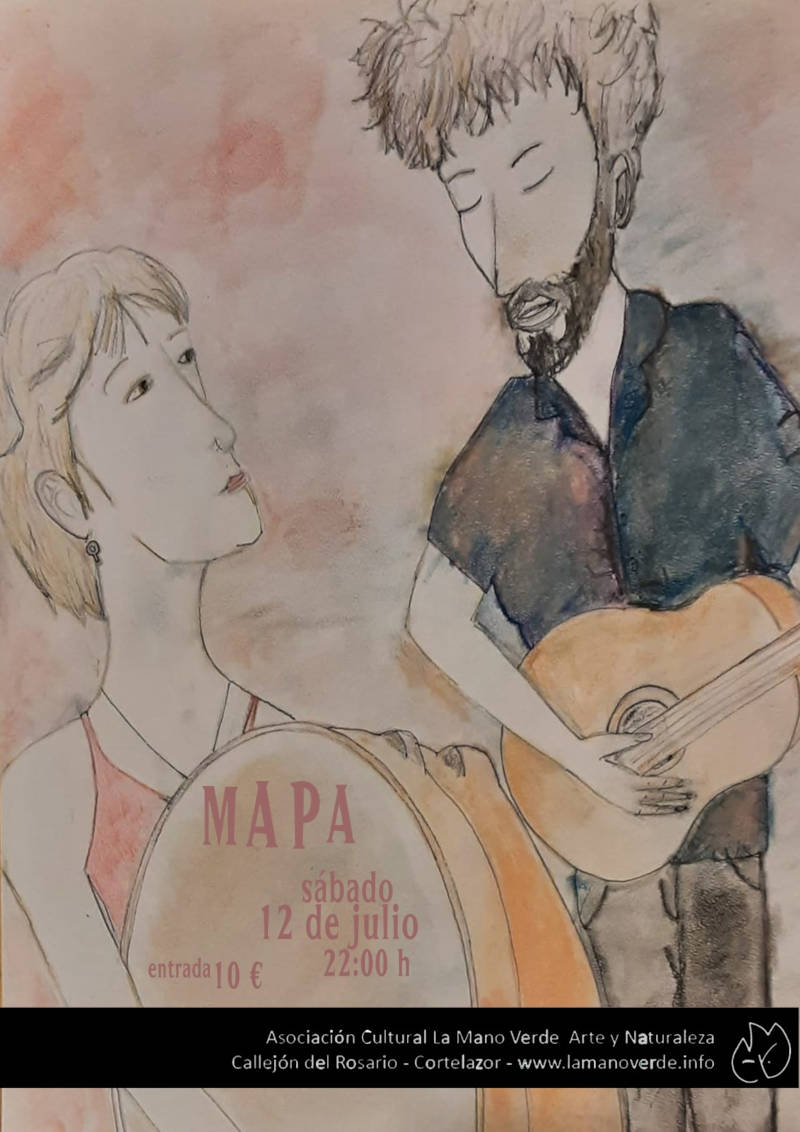 MAPA
sábado
12 de julio
22:00 h
entrada 10 €
Asociación Cultural La Mano Verde Arte y Naturaleza
Callejón del Rosario - Cortelazor - www.lamanoverde.info